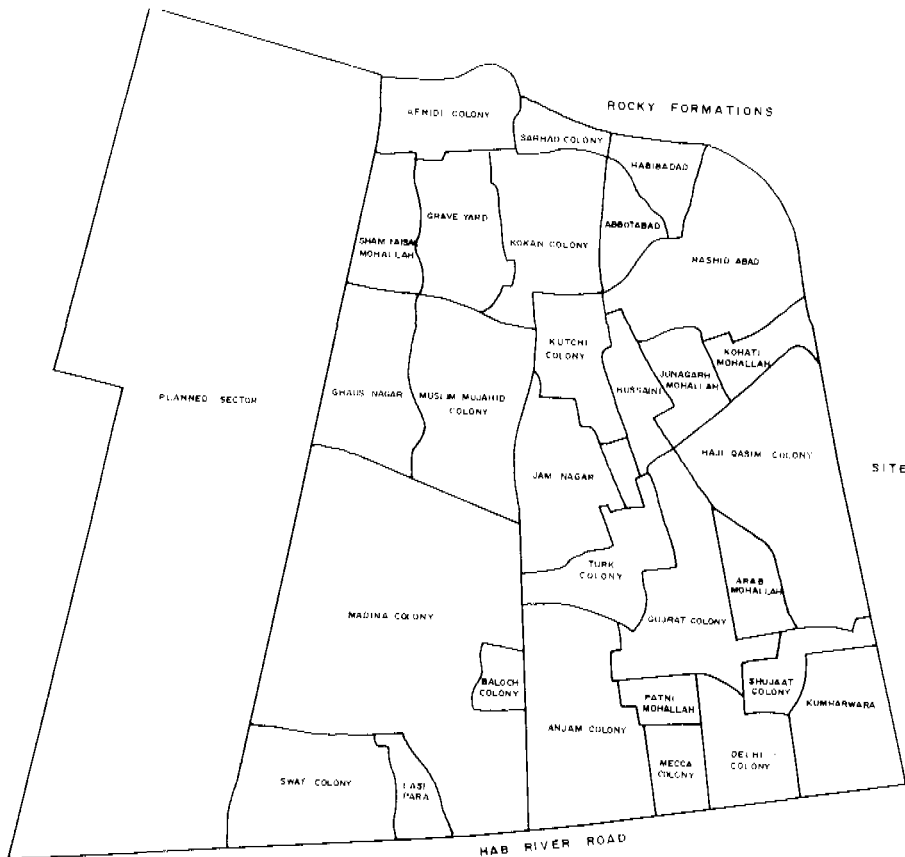 ROCKY FORMATIONS
AFRIDI COLONY
SARHAD COLONY
HABIBADAD
GRAVE YARD
ABBOTABAD
SHAM FAISAL
MOHALLAH
KOKAN COLONY
RASHID ABAD
KUTCHI
COLONY
KOHATI
MOHALLAH
JUNAGARH
MOHALLAH
HUSSAINI
PLANNED SECTOR
GHAUS NAGAR
MUSLIM MUJAHID
COLONY
HAJI QASIM COLONY
SITE
JAM NAGAR
TURK
COLONY
ARAB
MOHALLAH
MADINA COLONY
GUJRAT COLONY
BALOCH
COLONY
SHUJAAT
COLONY
PATNI
MOHALLAH
KUMHARWARA
ANJAM COLONY
MECCA
COLONY
DELHI
COLONY
SWAT COLONY
LASI
PARA
HAB RIVER ROAD